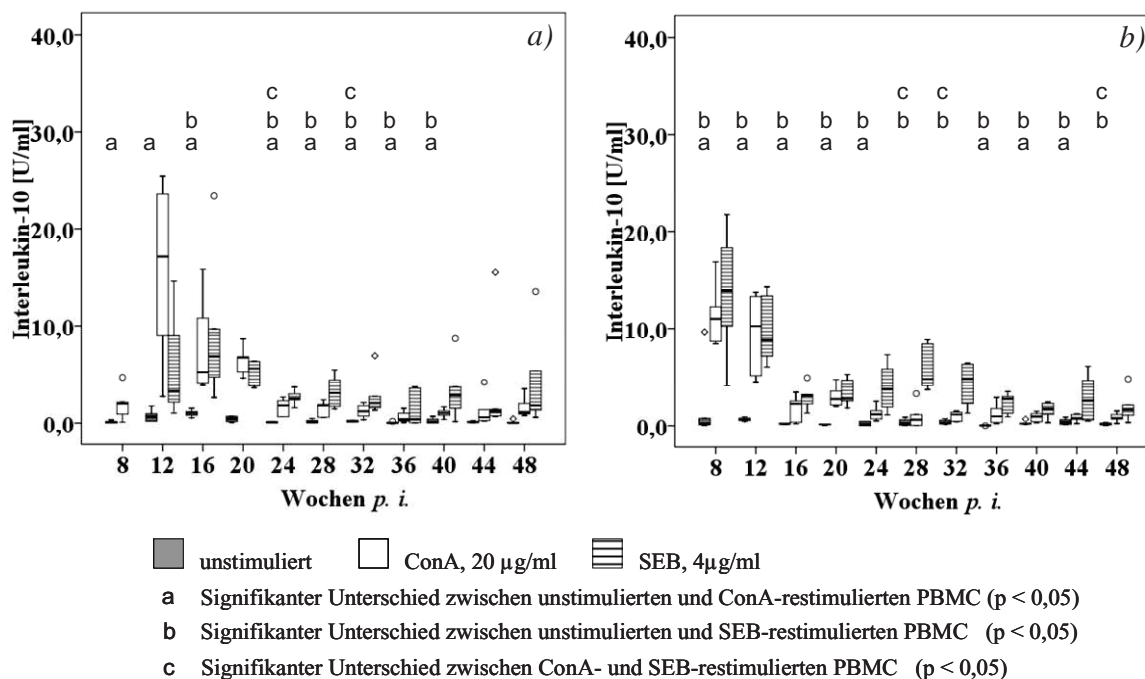 a)
40,0
c c
b b b b b b
30,0
a a a a a a a a
20,0
10,0
0,0
Interleukin-10 [U/ml]
8 12 16 20 24 28 32 36 40 44 48
Wochen p. i.
b)
40,0
c c c
b b b b b b b b b b b
30,0
a a a a a a a a
20,0
10,0
0,0
Interleukin-10 [U/ml]
8 12 16 20 24 28 32 36 40 44 48
Wochen p. i.
unstimuliert ConA, 20 µg/ml SEB, 4µg/ml
a Signifikanter Unterschied zwischen unstimulierten und ConA-restimulierten PBMC (p < 0,05)
b Signifikanter Unterschied zwischen unstimulierten und SEB-restimulierten PBMC (p < 0,05)
c Signifikanter Unterschied zwischen ConA- und SEB-restimulierten PBMC (p < 0,05)